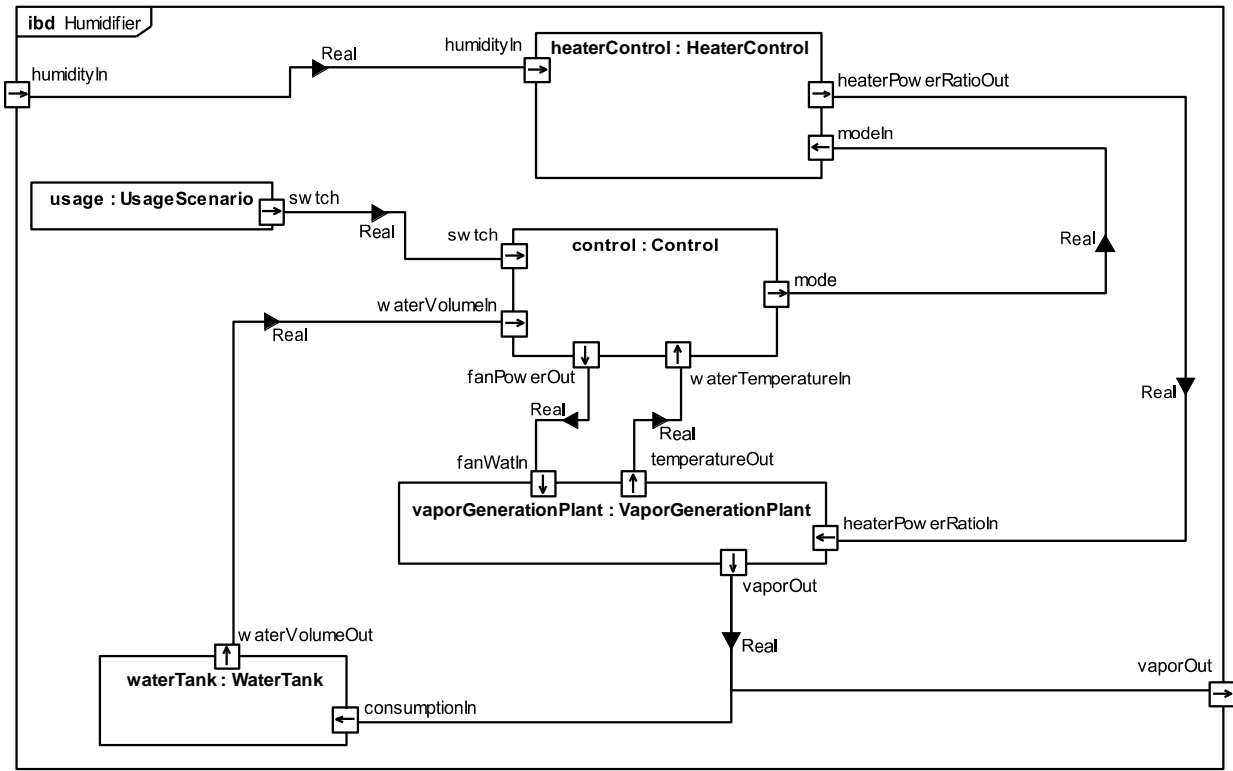 ibd Humidifier
humidityIn
Real
humidityIn
heaterControl : HeaterControl
heaterPowerRatioOut
modeIn
usage : UsageScenario
swtch
Real
swtch
control : Control
Real
mode
waterVolumeIn
Real
fanPowerOut
waterTemperatureIn
Real
Real
Real
fanWatIn
temperatureOut
vaporGenerationPlant : VaporGenerationPlant
heaterPowerRatioIn
vaporOut
waterVolumeOut
Real
vaporOut
waterTank : WaterTank
consumptionIn